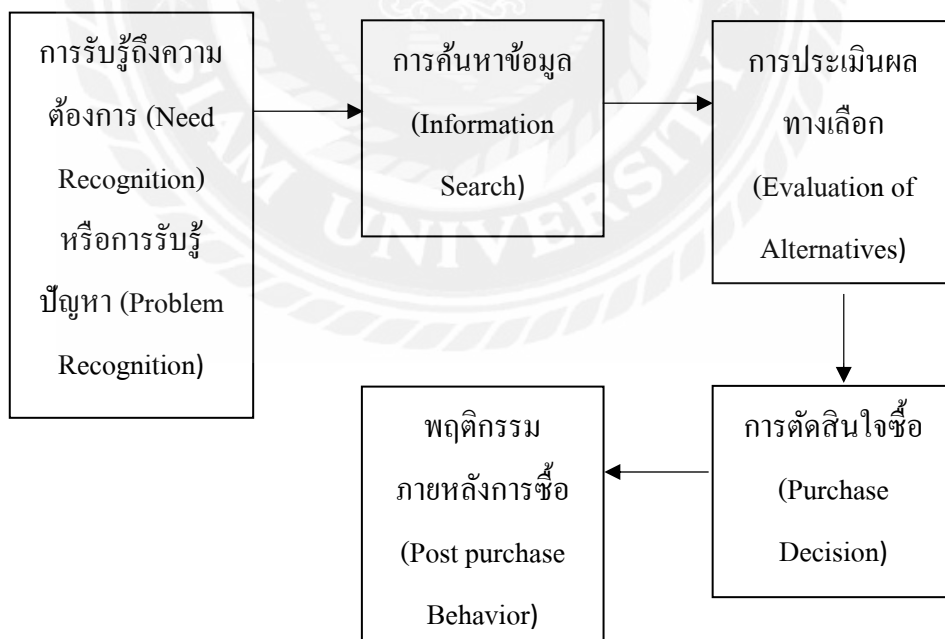 การรับรู้ถึงความ
ต้องการ (Need
Recognition)
หรือการรับรู้
ปัญหา (Problem
Recognition)
การค้นหาข้อมูล
(Information
Search)
การประเมินผล
ทางเลือก
(Evaluation of
Alternatives)
การตัดสินใจซื้อ
(Purchase
Decision)
พฤติกรรม
ภายหลังการซื้อ
(Post purchase
Behavior)
SIAM UNIVERSITY